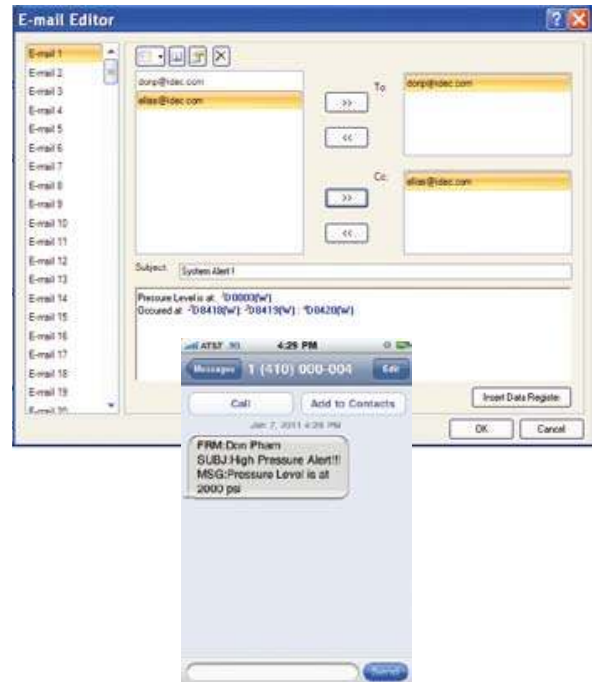 E-mail Editor
E-mail 1
E-mail 2
E-mail 3
E-mail 4
E-mail 5
E-mail 6
E-mail 7
E-mail 8
E-mail 9
E-mail 10
E-mail 11
E-mail 12
E-mail 13
E-mail 14
E-mail 15
E-mail 16
E-mail 17
E-mail 18
E-mail 19
E-mail 20
donp@idec.com
elias@idec.com
>>
<<
To:
donp@idec.com
>>
<<
Cc:
elias@idec.com
Subject:
System Alert !
Pressure Level is at
Occured at
Insert Data Register
OK
Cancel
AT&T 3G 4:29 PM
Messages 1 (410) 000-004 Edit
Call
Add to Contacts
Jan 7, 2011 4:29 PM
FRM:Don Pham
SUBJ:High Pressure Alert!!!
MSG:Pressure Level is at
2000 psi
Send